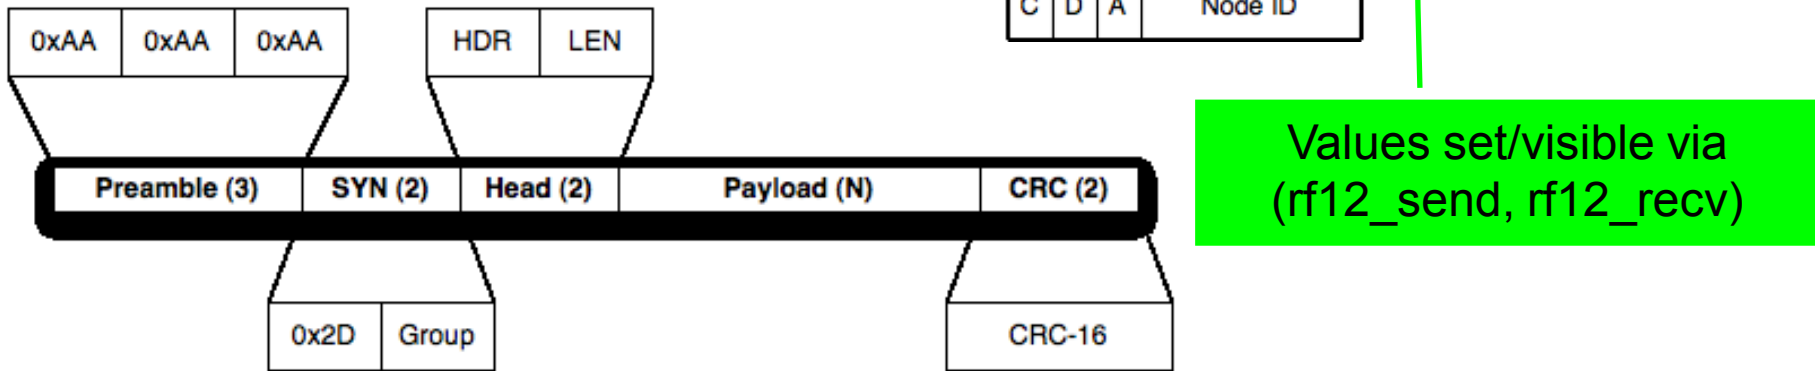 C D A Node ID
0xAA 0xAA 0xAA HDR LEN
Values set/visible via
(rf12_send, rf12_recv)
Preamble (3) SYN (2) Head (2) Payload (N) CRC (2)
0x2D Group CRC-16